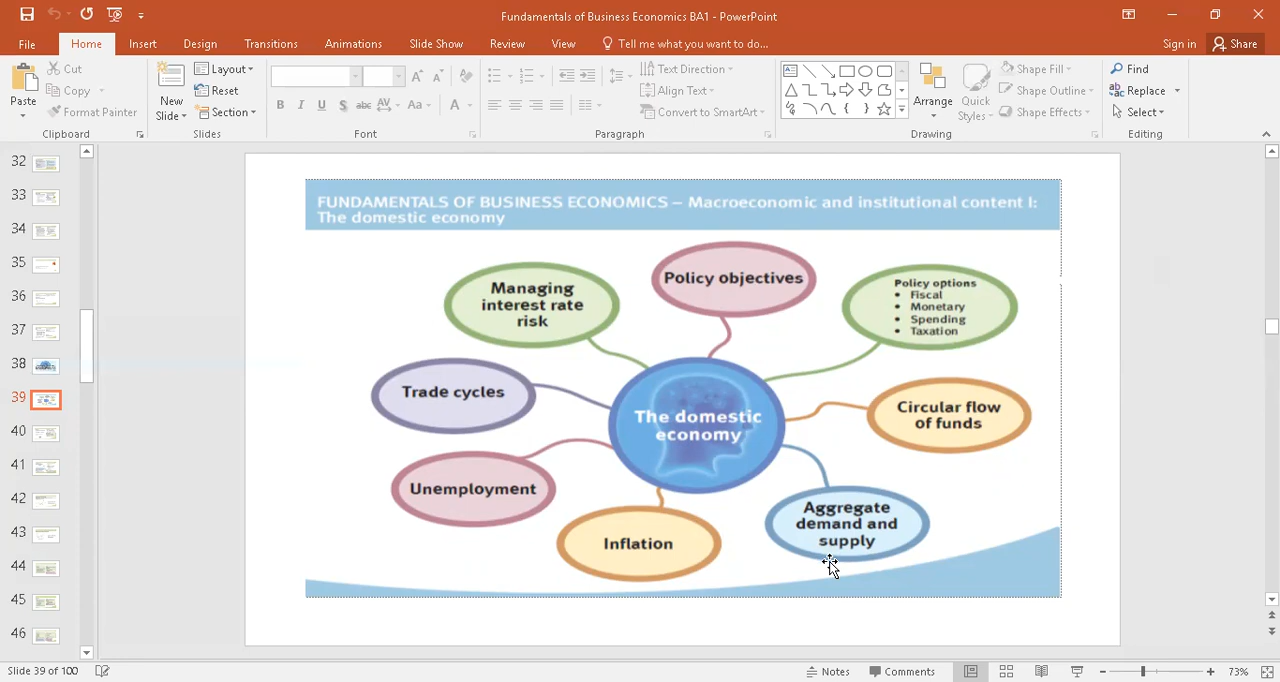 Fundamentals of Business Economics BA1 - PowerPoint
File Home Insert Design Transitions Animations Slide Show Review View Tell me what you want to do... Sign in Share
Paste
Cut
Copy
Format Painter
Clipboard
New
Slide
Layout
Reset
Section
Slides
B I U S abc AV Aa A
Font
Text Direction
Align Text
Convert to SmartArt
Paragraph
Arrange
Quick
Styles
Shape Fill
Shape Outline
Shape Effects
Drawing
Find
Replace
Select
Editing
32
33
34
35
36
37
38
39
40
41
42
43
44
45
46
FUNDAMENTALS OF BUSINESS ECONOMICS – Macroeconomic and institutional content I:
The domestic economy
Managing
interest rate
risk
Policy objectives
Policy options
• Fiscal
• Monetary
• Spending
• Taxation
Trade cycles
The domestic
economy
Circular flow
of funds
Unemployment
Inflation
Aggregate
demand and
supply
Slide 39 of 100
Notes
Comments
73%